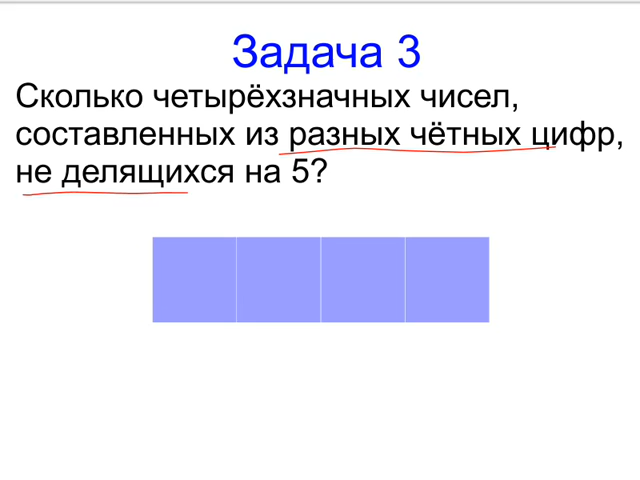 Задача 3
Сколько четырёхзначных чисел,
составленных из разных чётных цифр,
не делящихся на 5?